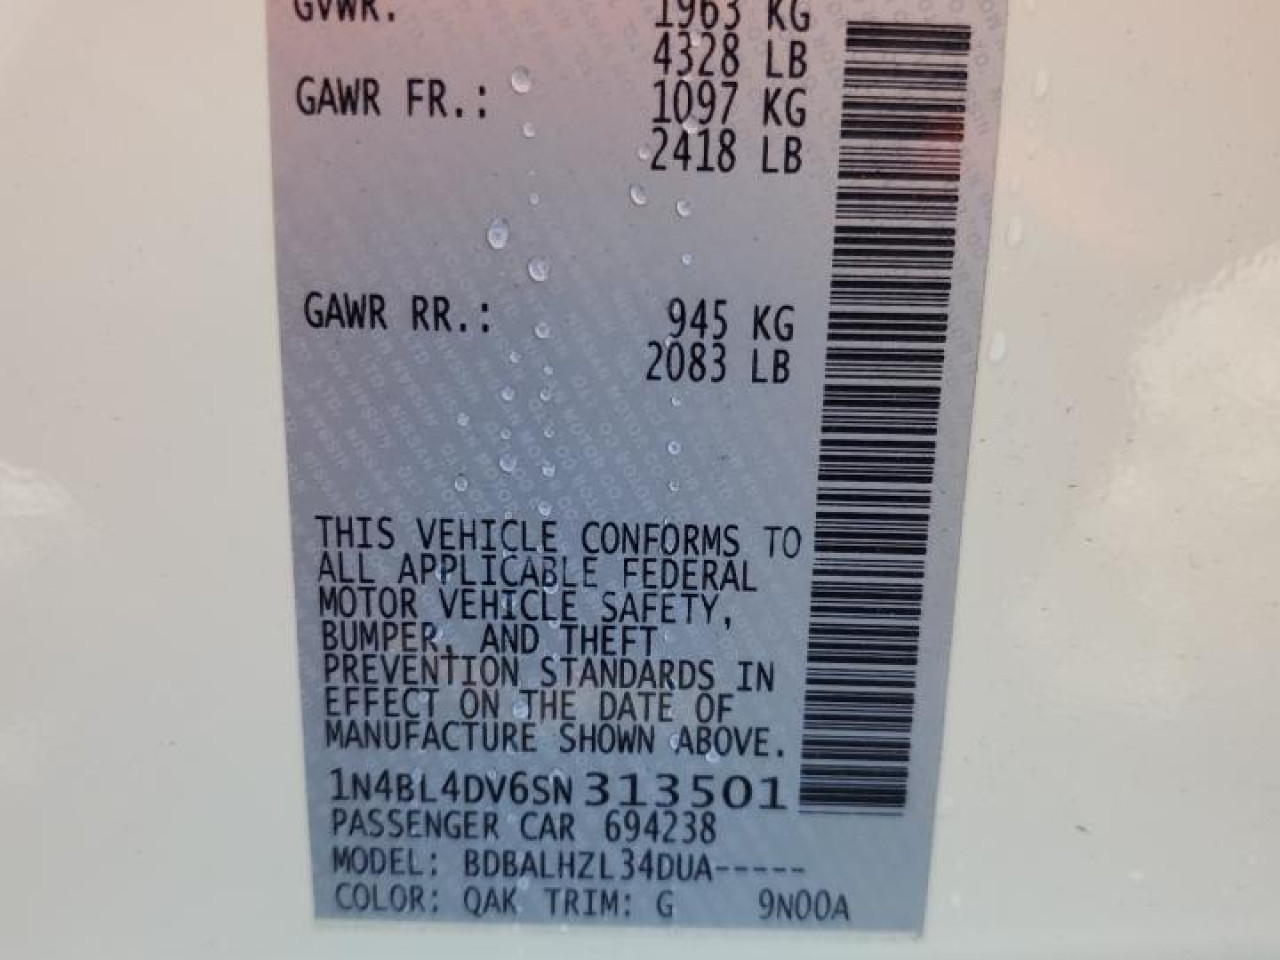 GVWR. 1963 KG
4328 LB
GAWR FR.: 1097 KG
2418 LB
GAWR RR.: 945 KG
2083 LB
THIS VEHICLE CONFORMS TO
ALL APPLICABLE FEDERAL
MOTOR VEHICLE SAFETY,
BUMPER, AND THEFT
PREVENTION STANDARDS IN
EFFECT ON THE DATE OF
MANUFACTURE SHOWN ABOVE.
1N4BL4DV6SN313501
PASSENGER CAR 694238
MODEL: BDBALHZL34DUA-----
COLOR: QAK TRIM: G 9N00A